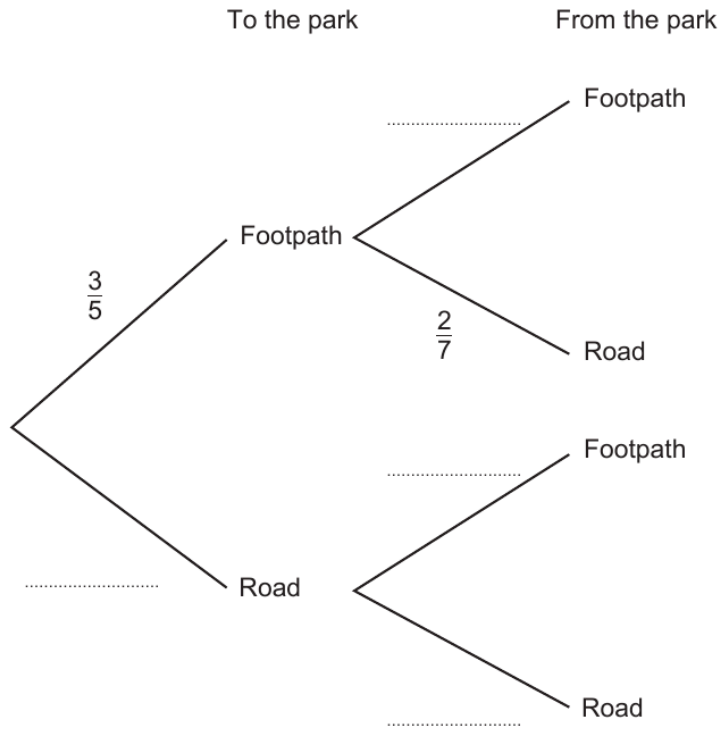 To the park From the park
Footpath
Footpath
3/5
2/7
Road
Footpath
Road
Road